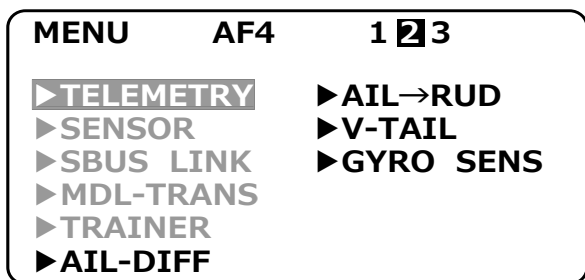 MENU AF4 1 2 3
▶TELEMETRY
▶SENSOR
▶SBUS LINK
▶MDL-TRANS
▶TRAINER
▶AIL-DIFF
▶AIL→RUD
▶V-TAIL
▶GYRO SENS